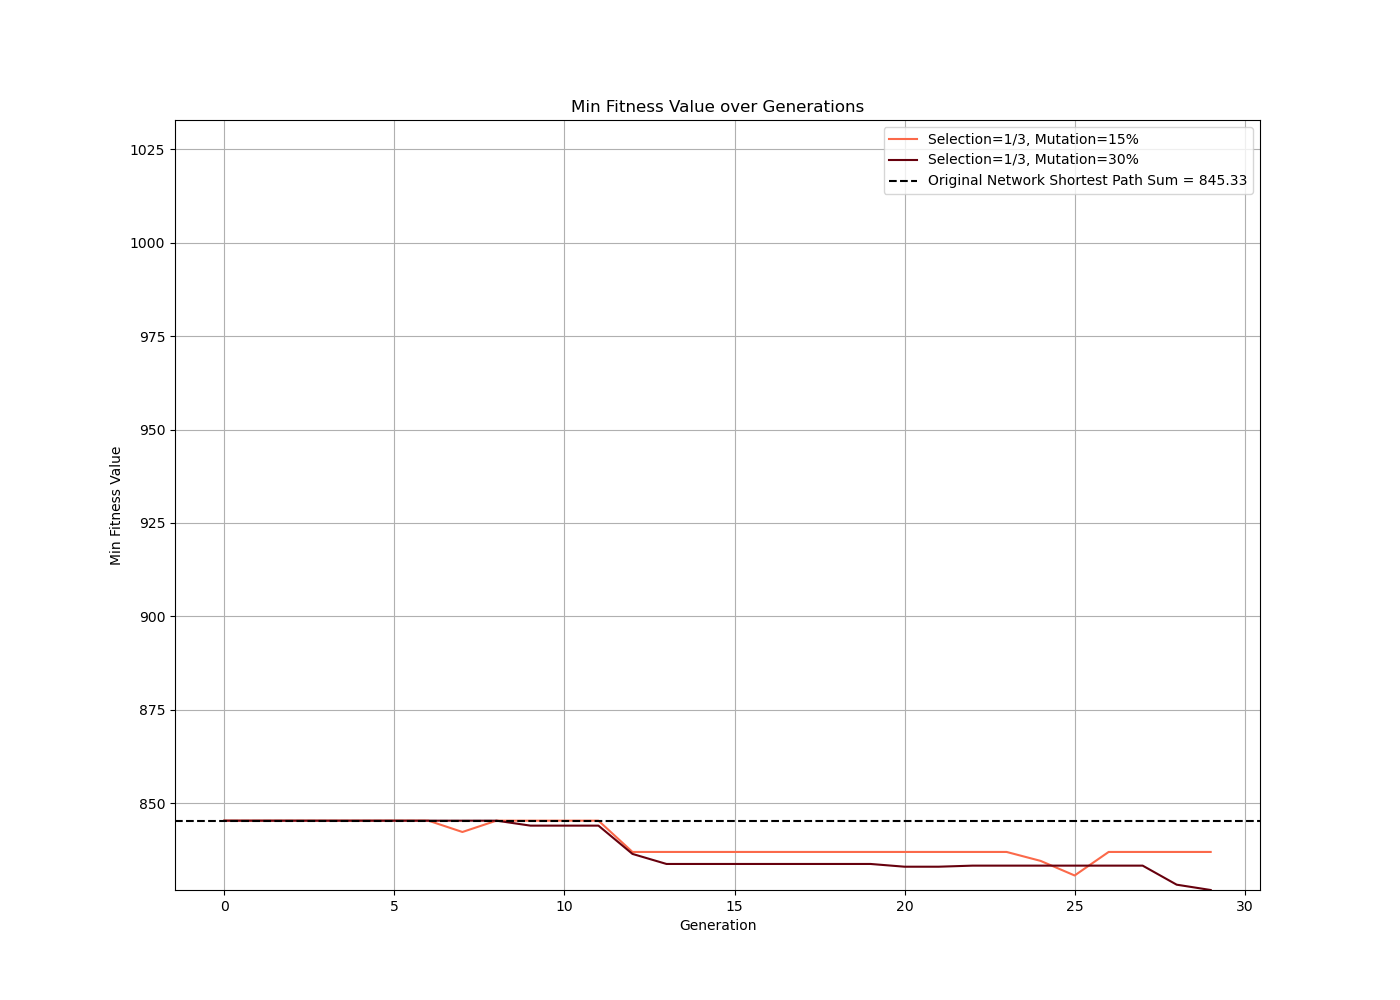 Min Fitness Value over Generations
Selection=1/3, Mutation=15%
Selection=1/3, Mutation=30%
Original Network Shortest Path Sum = 845.33
1025
1000
975
950
925
900
875
850
Min Fitness Value
0 5 10 15 20 25 30
Generation